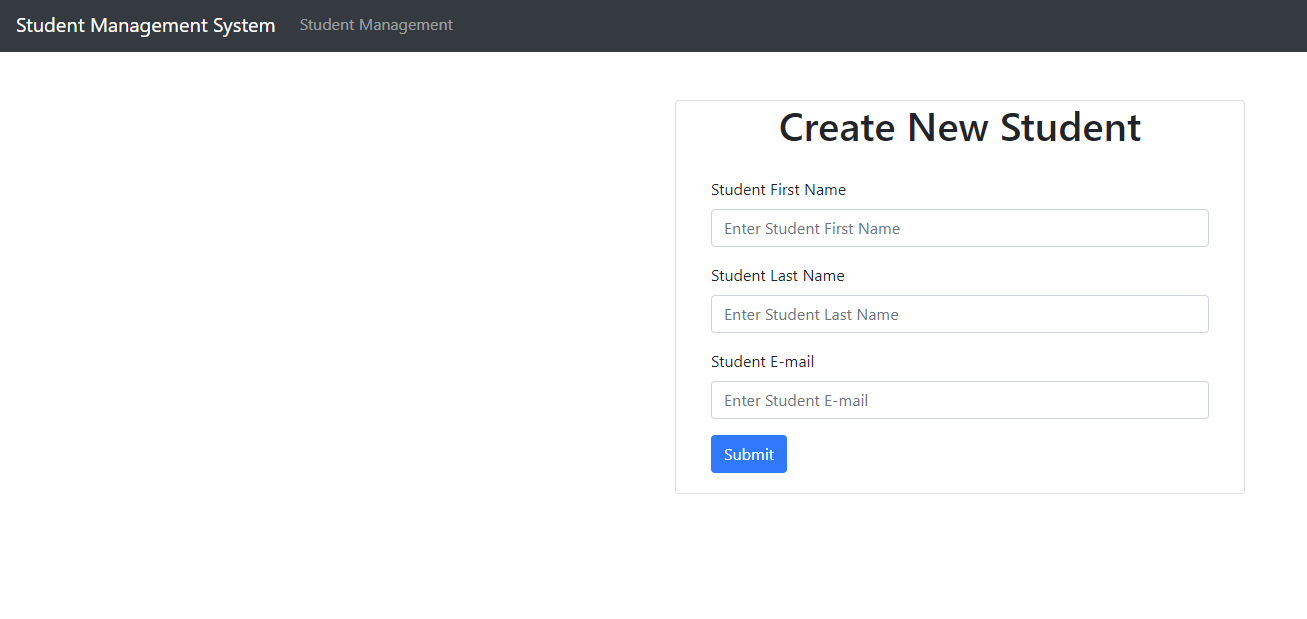 Student Management System Student Management
Create New Student
Student First Name
Enter Student First Name
Student Last Name
Enter Student Last Name
Student E-mail
Enter Student E-mail
Submit